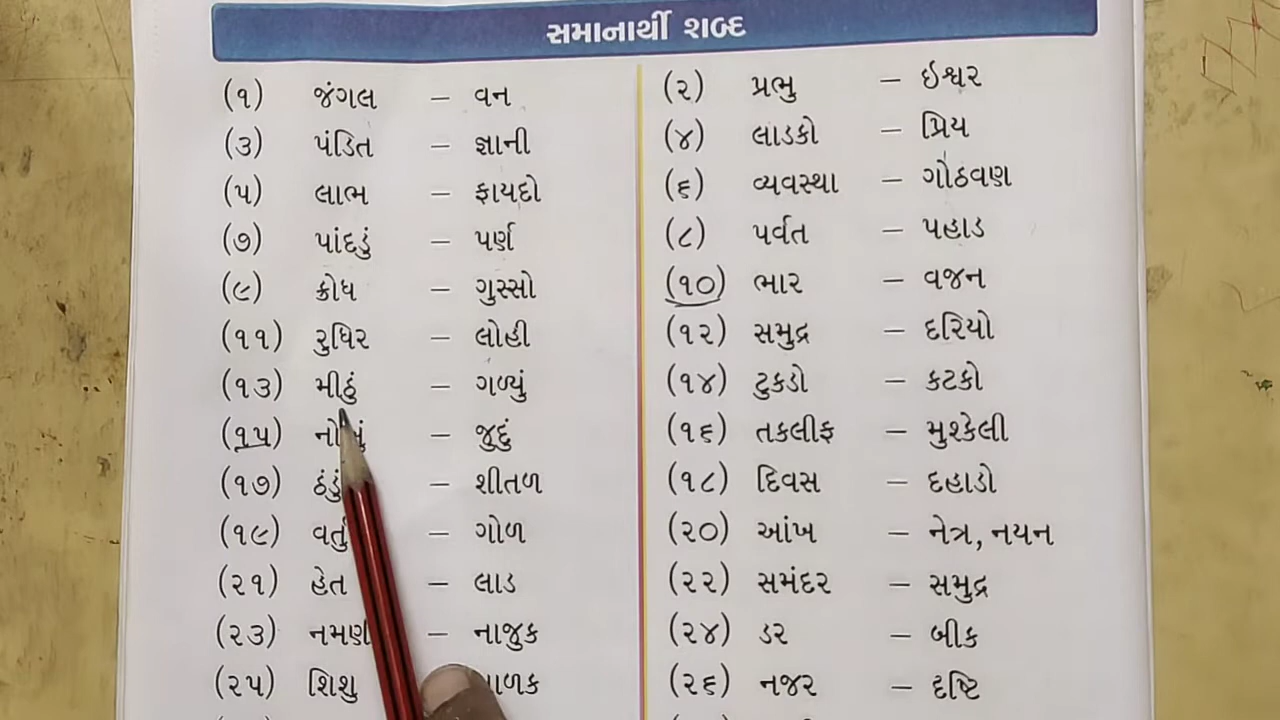 સમાનાર્થી શબ્દ
(૧) જંગલ – વન (૨) પ્રભુ – ઈશ્વર
(૩) પંડિત – જ્ઞાની (૪) લાડકો – પ્રિય
(૫) લાભ – ફાયદો (૬) વ્યવસ્થા – ગોઠવણ
(૭) પાંદડું – પર્ણ (૮) પર્વત – પહાડ
(૯) ક્રોધ – ગુસ્સો (૧૦) ભાર – વજન
(૧૧) રુધિર – લોહી (૧૨) સમુદ્ર – દરિયો
(૧૩) મીઠું – ગળ્યું (૧૪) ટુકડો – કટકો
(૧૫) – જુદું (૧૬) તકલીફ – મુશ્કેલી
(૧૭) ઠંડું – શીતળ (૧૮) દિવસ – દહાડો
(૧૯) – ગોળ (૨૦) આંખ – નેત્ર, નયન
(૨૧) હેત – લાડ (૨૨) સમંદર – સમુદ્ર
(૨૩) – નાજુક (૨૪) ડર – બીક
(૨૫) શિશુ – (૨૬) નજર – દૃષ્ટિ